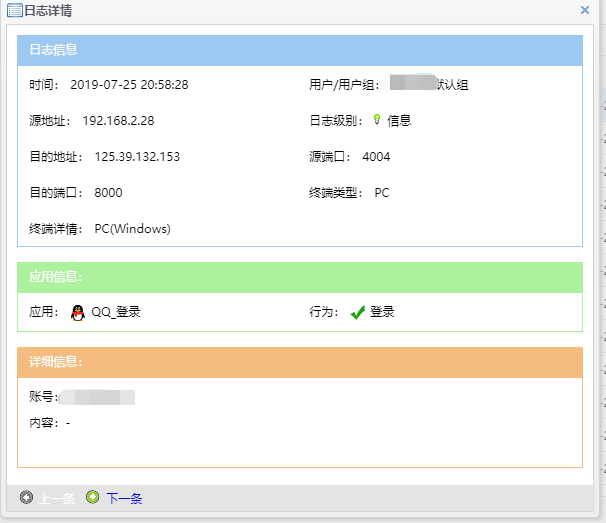 日志详情
日志信息
时间： 2019-07-25 20:58:28 用户/用户组： 默认组
源地址： 192.168.2.28 日志级别： 信息
目的地址： 125.39.132.153 源端口： 4004
目的端口： 8000 终端类型： PC
终端详情： PC(Windows)
应用信息：
应用： QQ_登录 行为： 登录
详细信息：
账号：
内容：-
上一条 下一条